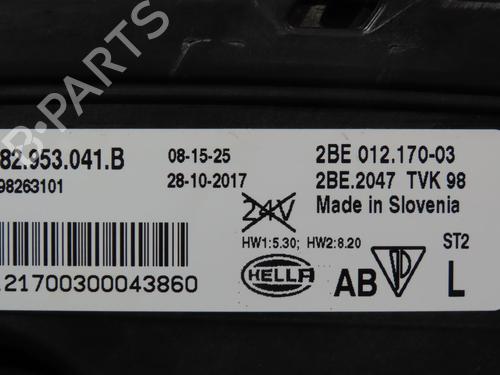 82.953.041.B 08-15-25 2BE 012.170-03
98263101 28-10-2017 2BE.2047 TVK 98
24V Made in Slovenia
HW1:5.30; HW2:8.20 ST2
21700300043860 HELLA AB L
B-PARTS